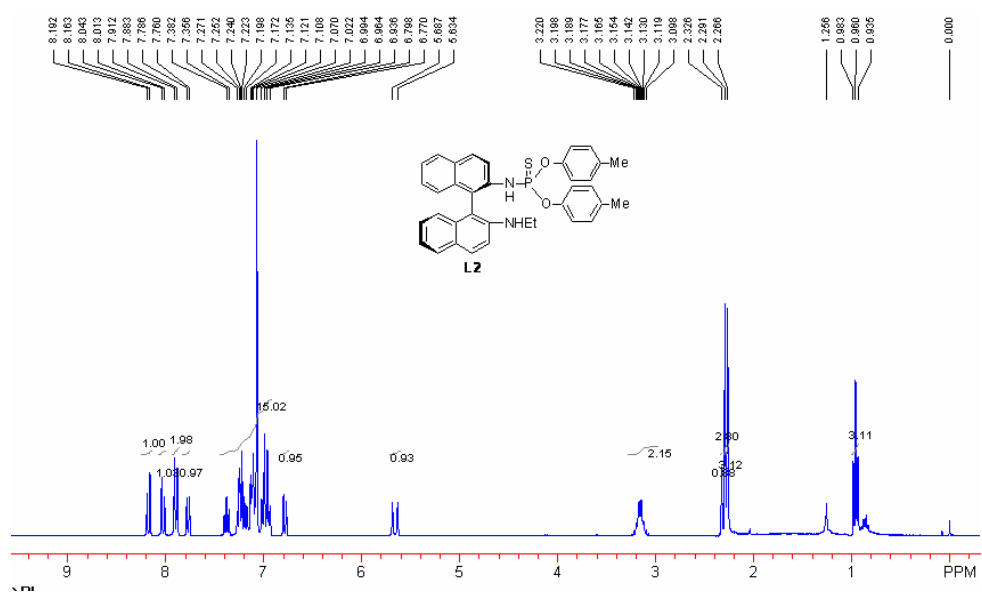 8.192 8.163 8.043 8.013 7.912 7.883 7.786 7.760 7.382 7.356 7.271 7.252 7.240 7.223 7.198 7.172 7.135 7.121 7.108 7.070 7.022 6.994 6.964 6.936 6.798 6.770 5.687 5.634 3.220 3.198 3.189 3.177 3.165 3.154 3.142 3.130 3.119 3.098 2.326 2.291 2.266 1.256 0.983 0.960 0.935 0.000
S
O Me
NH P
O Me
NHEt
L2
15.02
1.00 1.98 2.80 3.11
2.15
1.03 0.97 0.95 0.93 3.12
9 8 7 6 5 4 3 2 1 PPM